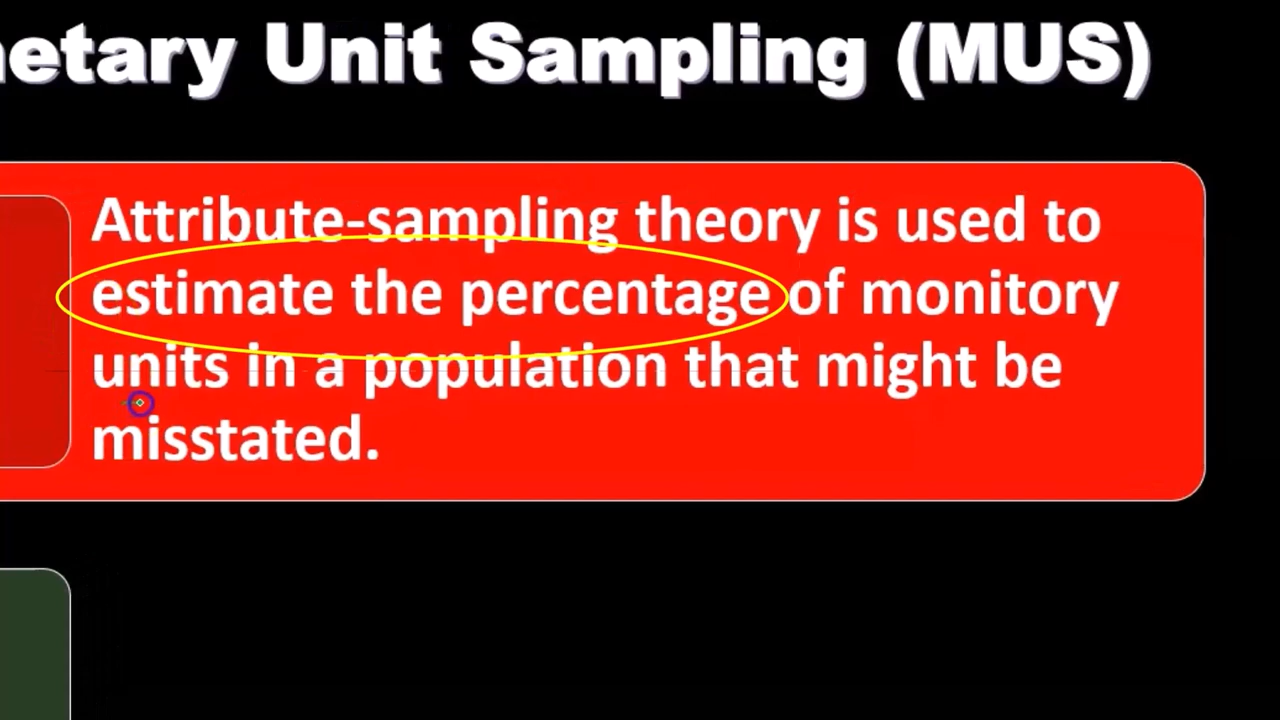 netary Unit Sampling (MUS)
Attribute-sampling theory is used to
estimate the percentage of monitory
units in a population that might be
misstated.